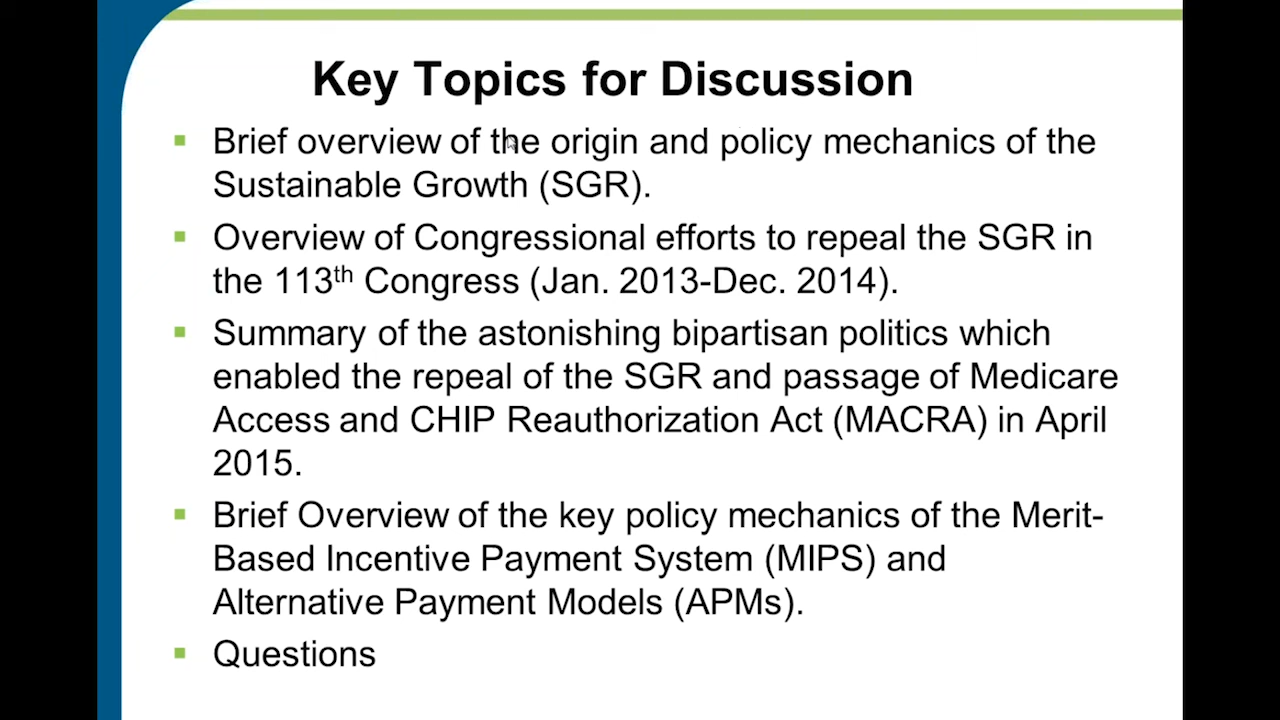 Key Topics for Discussion
Brief overview of the origin and policy mechanics of the
Sustainable Growth (SGR).
Overview of Congressional efforts to repeal the SGR in
the 113th Congress (Jan. 2013-Dec. 2014).
Summary of the astonishing bipartisan politics which
enabled the repeal of the SGR and passage of Medicare
Access and CHIP Reauthorization Act (MACRA) in April
2015.
Brief Overview of the key policy mechanics of the Merit-
Based Incentive Payment System (MIPS) and
Alternative Payment Models (APMs).
Questions